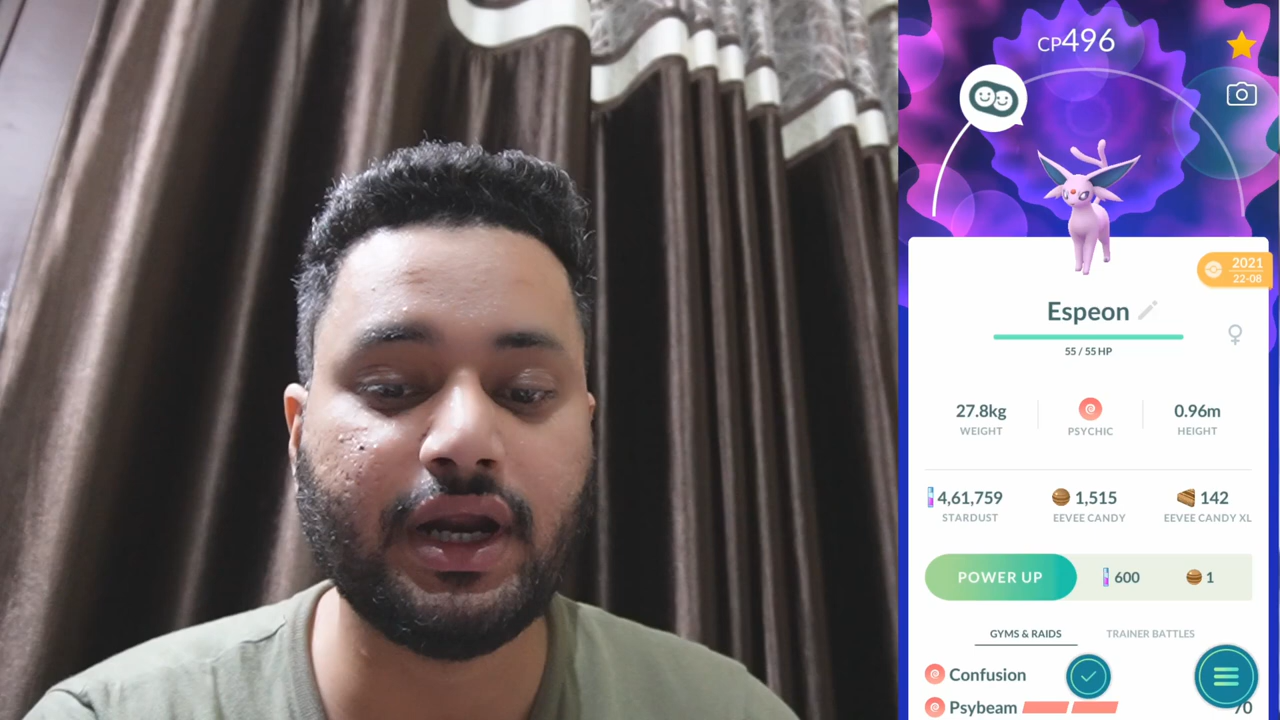 CP496
2021
22-08
Espeon
55 / 55 HP
27.8kg
WEIGHT
PSYCHIC
0.96m
HEIGHT
4,61,759
STARDUST
1,515
EEVEE CANDY
142
EEVEE CANDY XL
POWER UP
600
1
GYMS & RAIDS
TRAINER BATTLES
Confusion
Psybeam
70